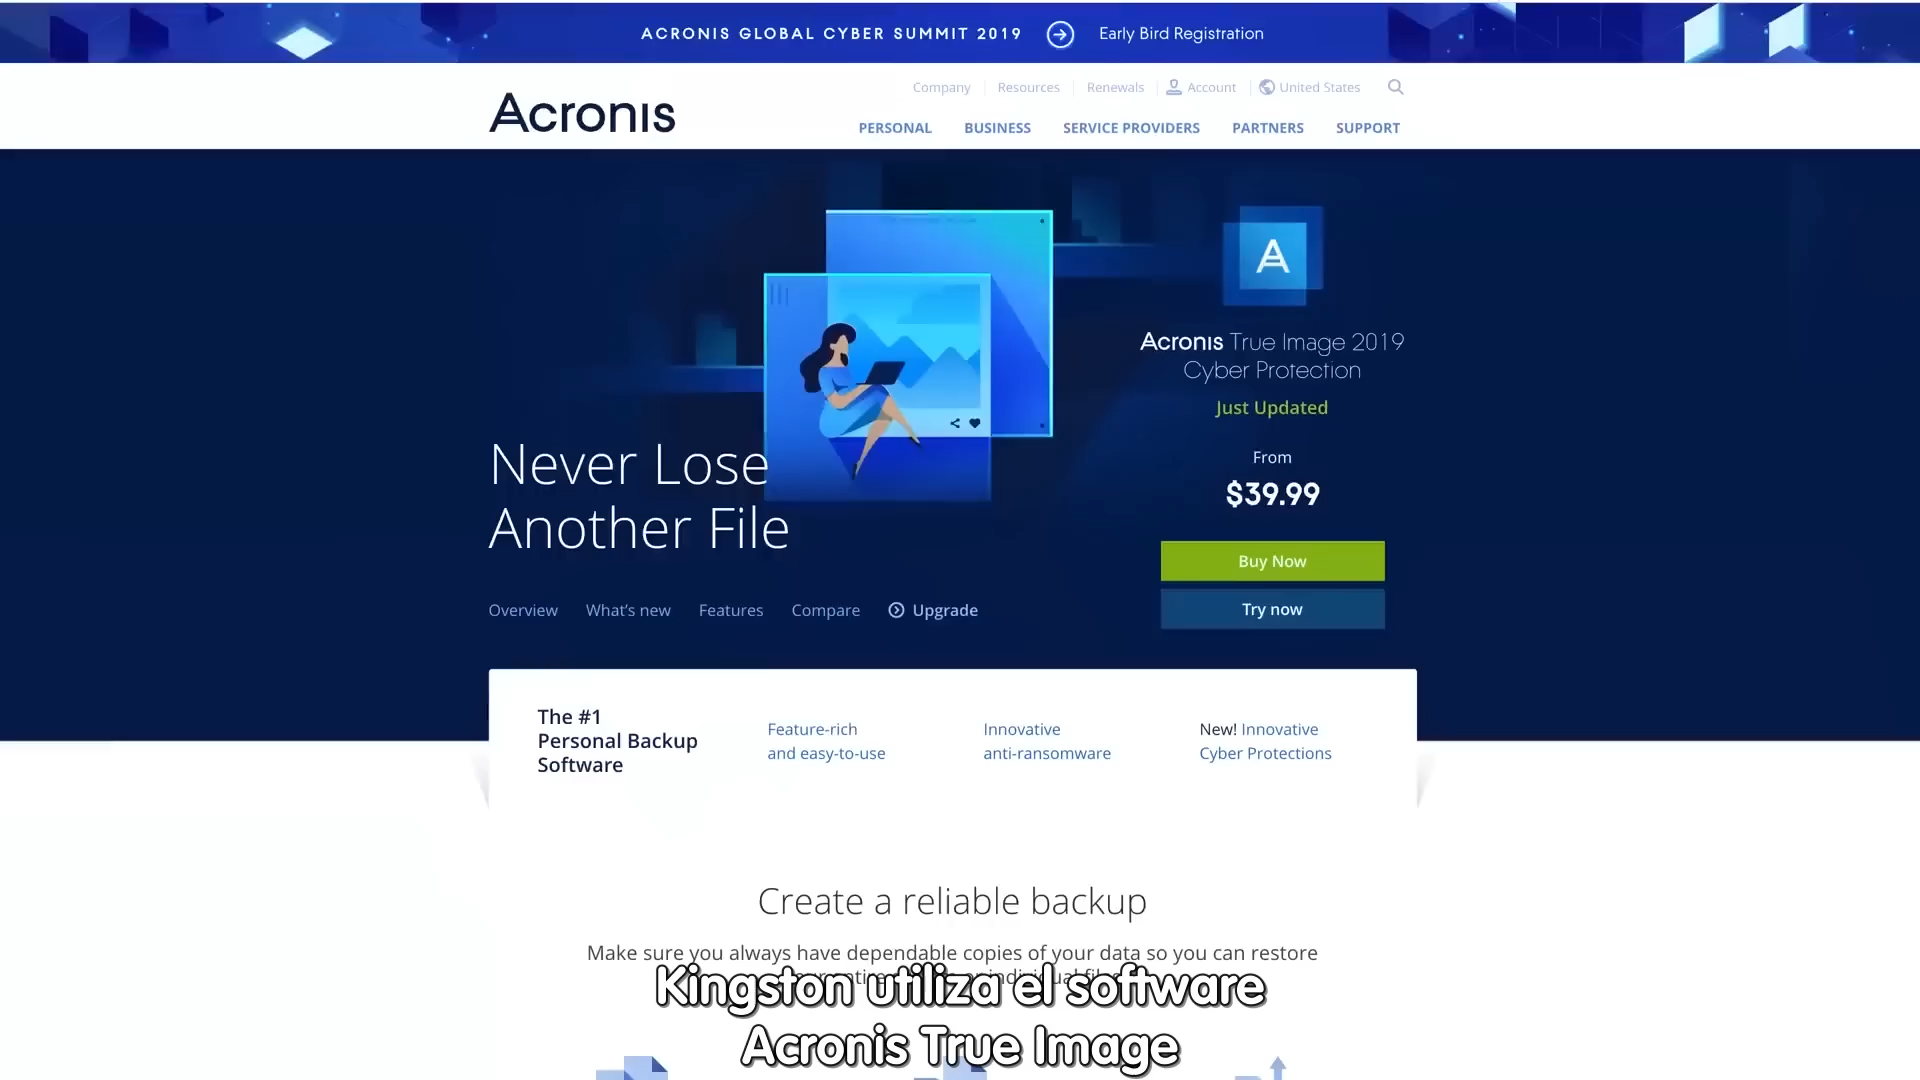 ACRONIS GLOBAL CYBER SUMMIT 2019 Early Bird Registration
Company Resources Renewals Account United States
Acronis
PERSONAL BUSINESS SERVICE PROVIDERS PARTNERS SUPPORT
A
Acronis True Image 2019
Cyber Protection
Just Updated
From
$39.99
Never Lose
Another File
Buy Now
Try now
Overview What's new Features Compare Upgrade
The #1
Personal Backup
Software
Feature-rich
and easy-to-use
Innovative
anti-ransomware
New! Innovative
Cyber Protections
Create a reliable backup
Make sure you always have dependable copies of your data so you can restore
Kingston utiliza el software
Acronis True Image